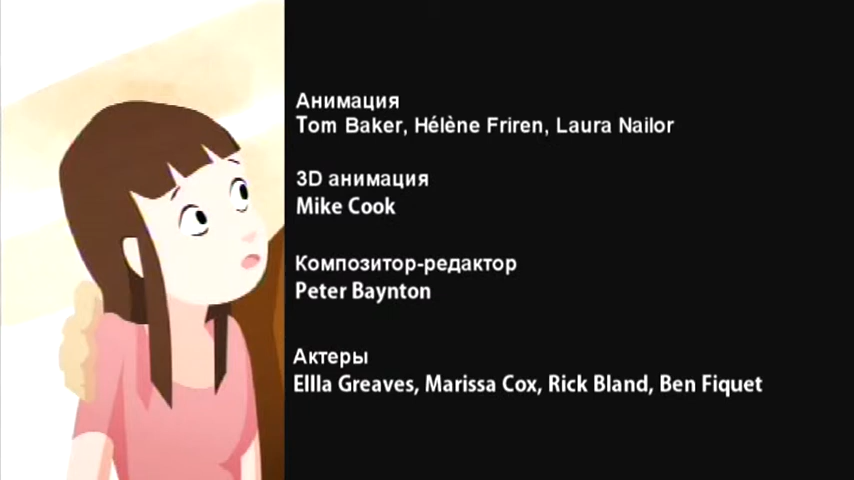 Анимация
Tom Baker, Hélène Friren, Laura Nailor
3D анимация
Mike Cook
Композитор-редактор
Peter Baynton
Актеры
Ellla Greaves, Marissa Cox, Rick Bland, Ben Fiquet